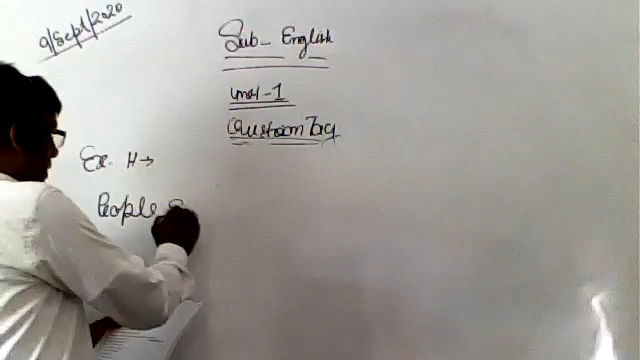 9/Sept/2020
Sub- English
Unit-1
Question Tag
Ex. H→
People